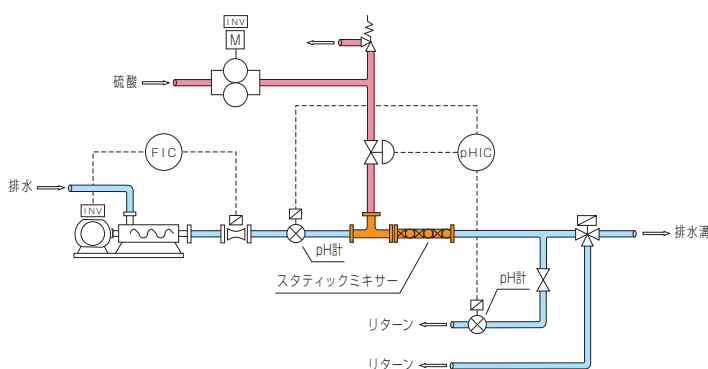 INV
M
硫酸
FIC
pHIC
排水
INV
pH計
排水溝
スタティックミキサー
pH計
リターン
リターン